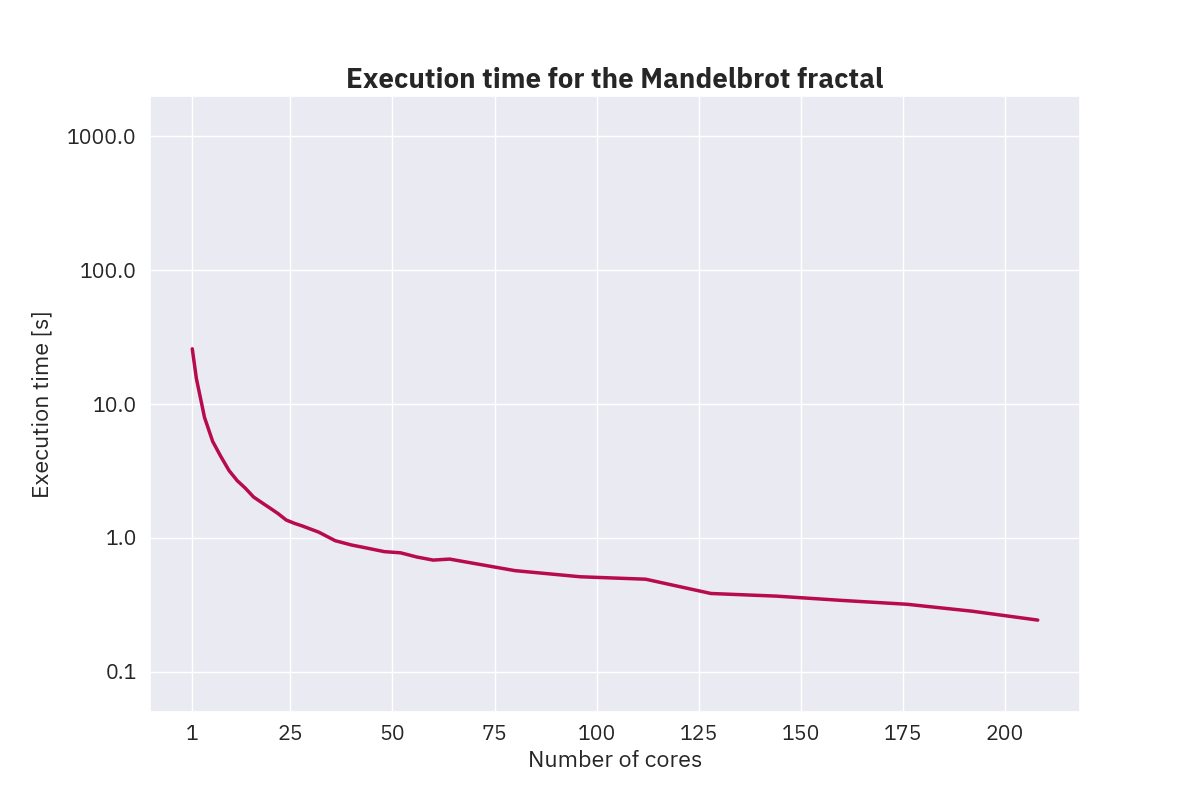 Execution time for the Mandelbrot fractal
Execution time [s]
1000.0
100.0
10.0
1.0
0.1
1 25 50 75 100 125 150 175 200
Number of cores